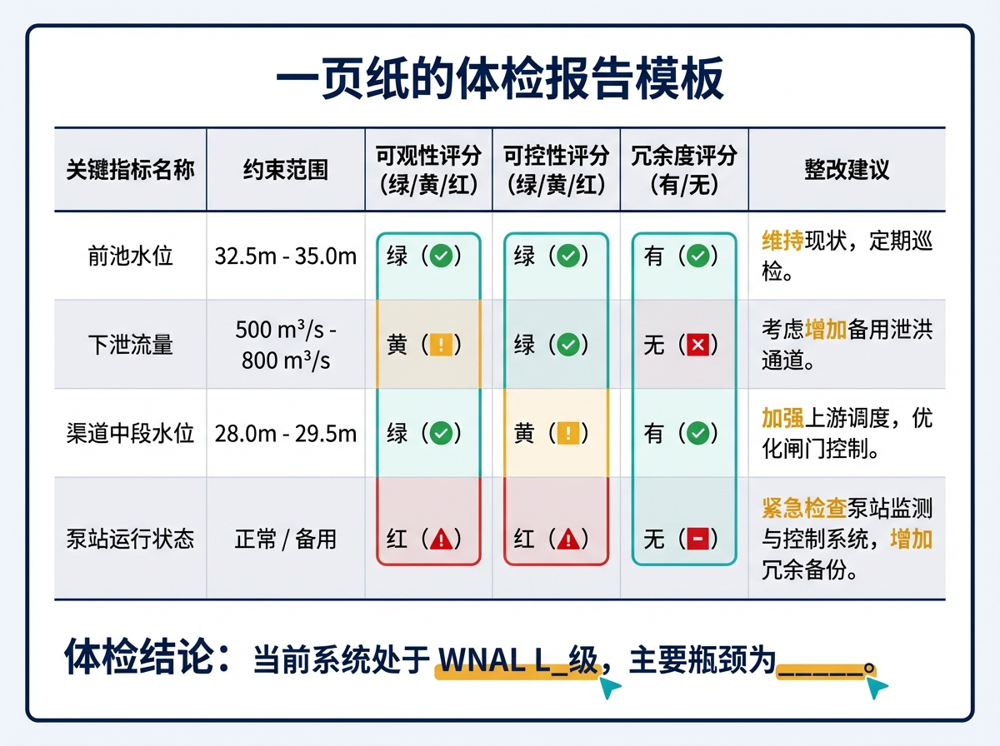 一页纸的体检报告模板
关键指标名称
约束范围
可观性评分
（绿/黄/红）
可控性评分
（绿/黄/红）
冗余度评分
（有/无）
整改建议
前池水位
32.5m - 35.0m
绿（✓）
绿（✓）
有（✓）
维持现状，定期巡
检。
下泄流量
500 m³/s -
800 m³/s
黄（!）
绿（✓）
无（×）
考虑增加备用泄洪
通道。
渠道中段水位
28.0m - 29.5m
绿（✓）
黄（!）
有（✓）
加强上游调度，优
化闸门控制。
泵站运行状态
正常 / 备用
红（!）
红（!）
无（-）
紧急检查泵站监测
与控制系统，增加
冗余备份。
体检结论：当前系统处于 WNAL L_级，主要瓶颈为_____。